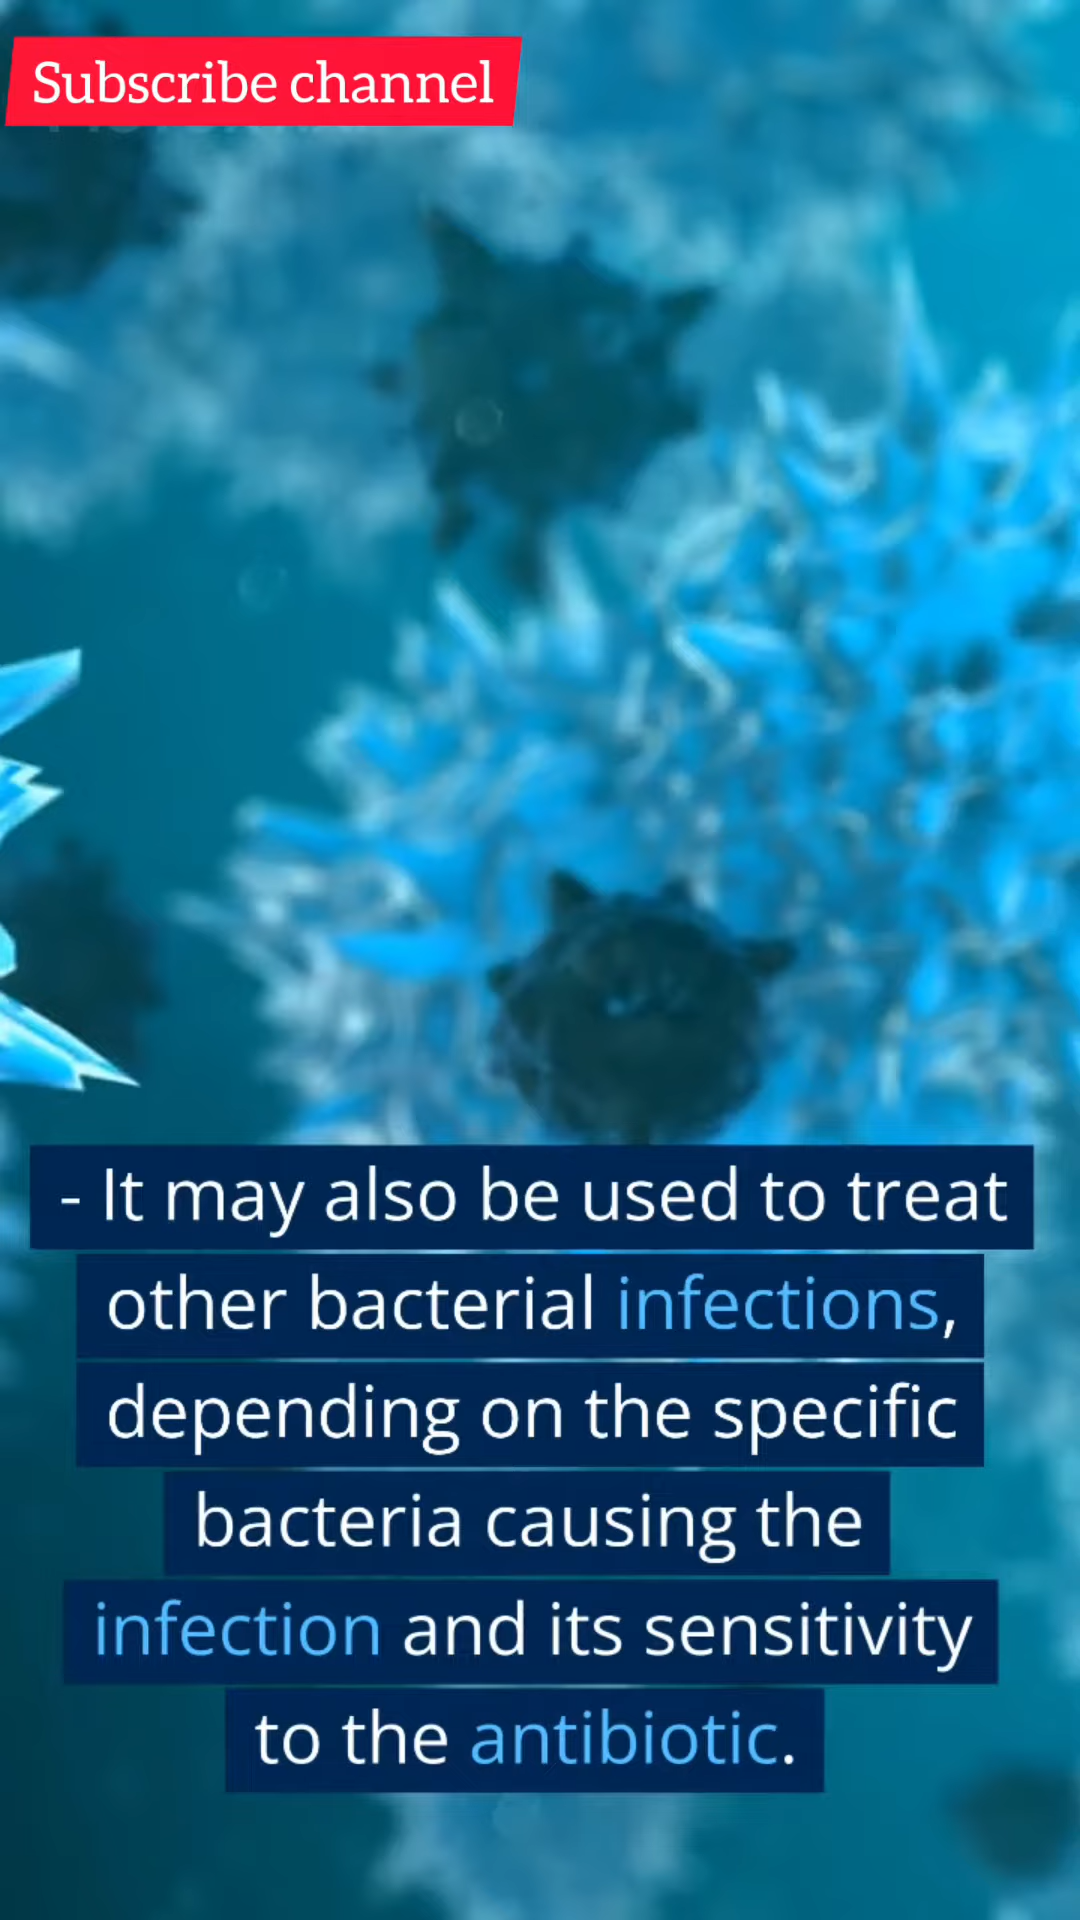 Subscribe channel
- It may also be used to treat
other bacterial infections,
depending on the specific
bacteria causing the
infection and its sensitivity
to the antibiotic.